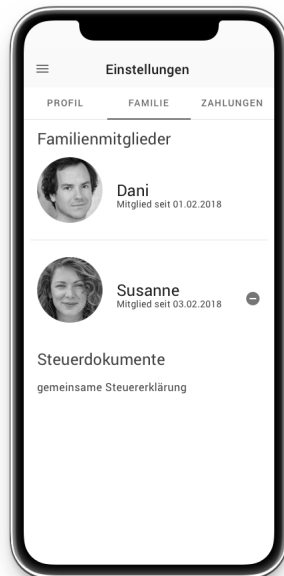 Einstellungen
PROFIL FAMILIE ZAHLUNGEN
Familienmitglieder
Dani
Mitglied seit 01.02.2018
Susanne
Mitglied seit 03.02.2018
Steuerdokumente
gemeinsame Steuererklärung